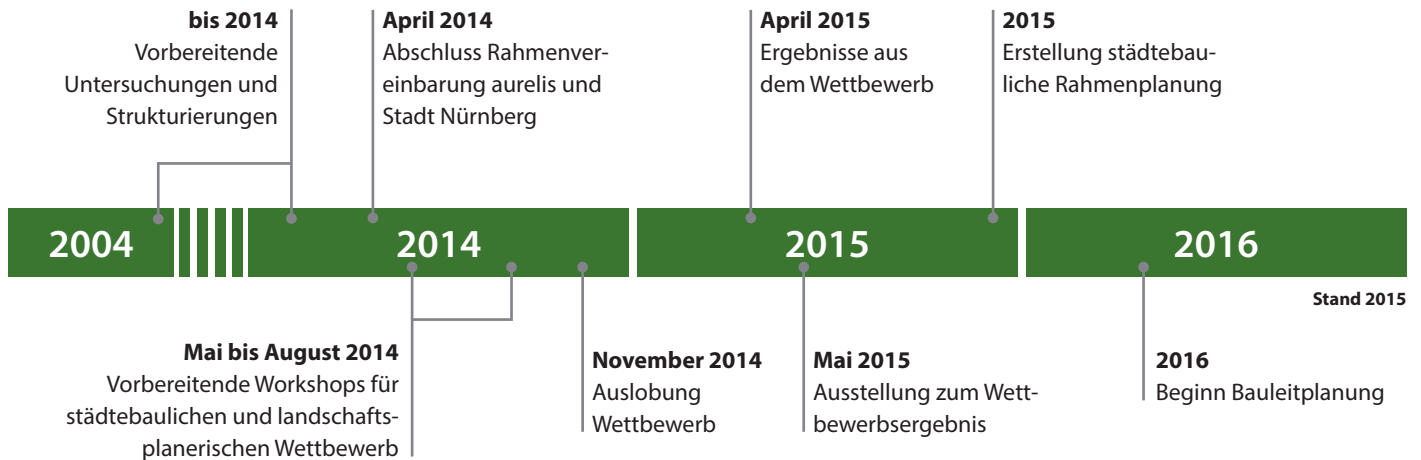 bis 2014
Vorbereitende
Untersuchungen und
Strukturierungen
April 2014
Abschluss Rahmenver-
einbarung aurelis und
Stadt Nürnberg
April 2015
Ergebnisse aus
dem Wettbewerb
2015
Erstellung städtebau-
liche Rahmenplanung
2004
2014
2015
2016
Stand 2015
Mai bis August 2014
Vorbereitende Workshops für
städtebaulichen und landschafts-
planerischen Wettbewerb
November 2014
Auslobung
Wettbewerb
Mai 2015
Ausstellung zum Wett-
bewerbsergebnis
2016
Beginn Bauleitplanung